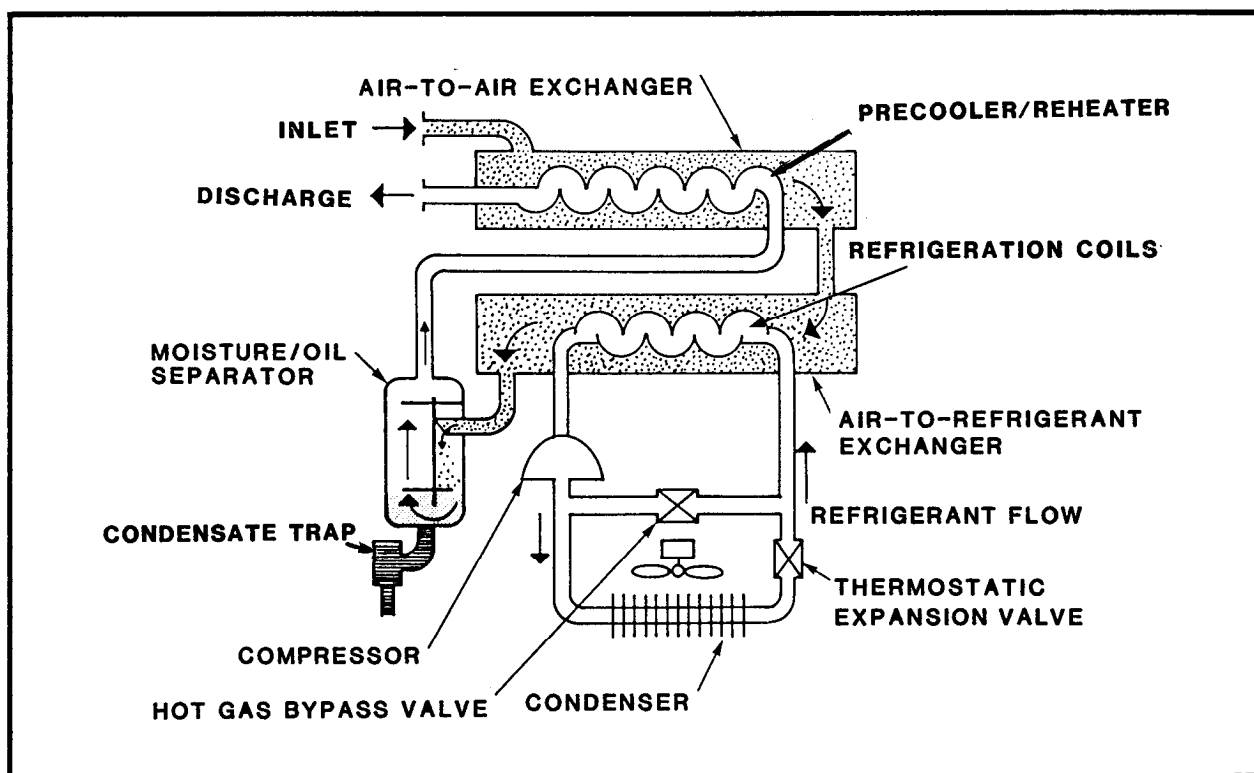 AIR-TO-AIR EXCHANGER
PRECOOLER/REHEATER
INLET
DISCHARGE
REFRIGERATION COILS
MOISTURE/OIL
SEPARATOR
AIR-TO-REFRIGERANT
EXCHANGER
REFRIGERANT FLOW
CONDENSATE TRAP
THERMOSTATIC
EXPANSION VALVE
COMPRESSOR
HOT GAS BYPASS VALVE
CONDENSER